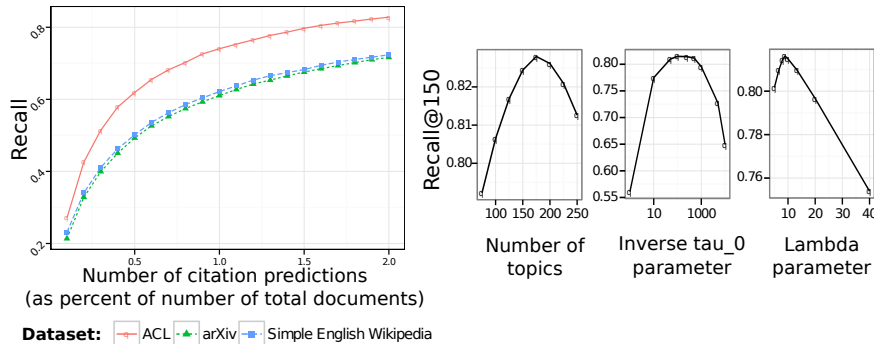 Recall
0.8
0.6
0.4
0.2
0.5
1.0
1.5
2.0
Number of citation predictions
(as percent of number of total documents)
Dataset: ACL arXiv Simple English Wikipedia
Recall@150
0.82
0.81
0.80
100 150 200 250
Number of
topics
0.80
0.75
0.70
0.65
0.60
0.55
10 1000
Inverse tau_0
parameter
0.80
0.78
0.76
10 20 30 40
Lambda
parameter